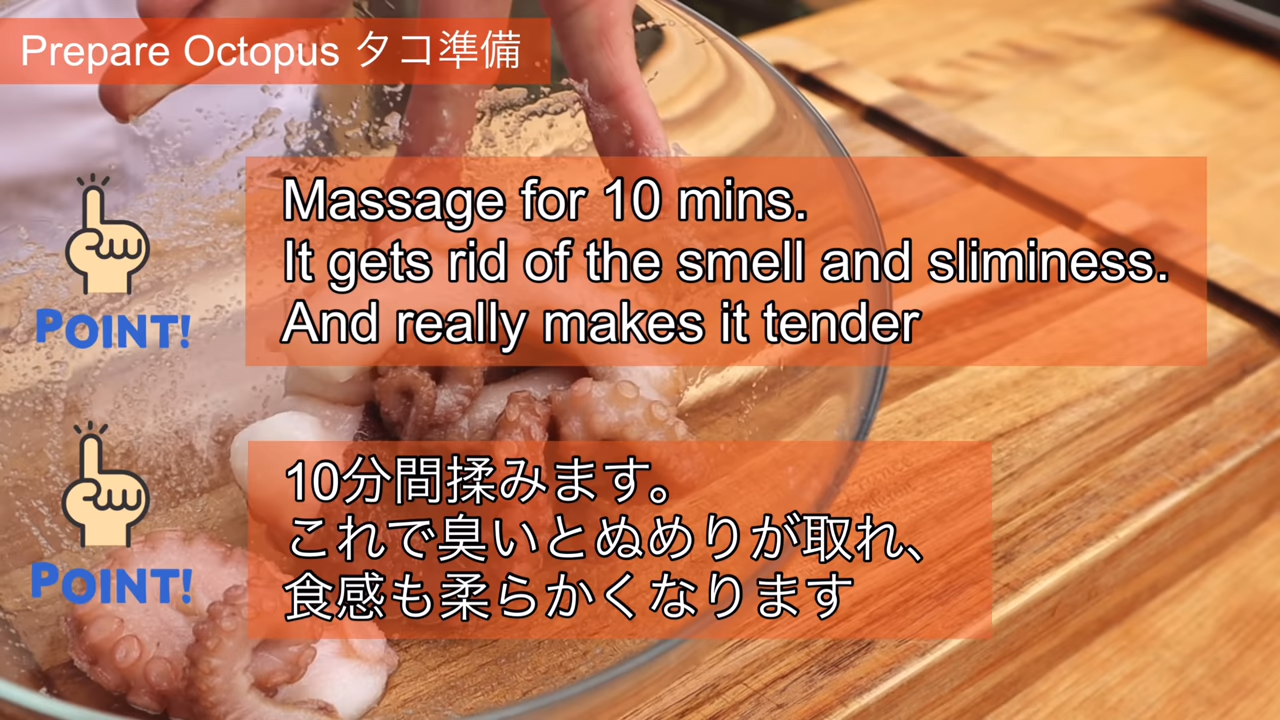 Prepare Octopus タコ準備
Massage for 10 mins.
It gets rid of the smell and sliminess.
And really makes it tender
POINT!
10分間揉みます。
これで臭いとぬめりが取れ、
食感も柔らかくなります
POINT!